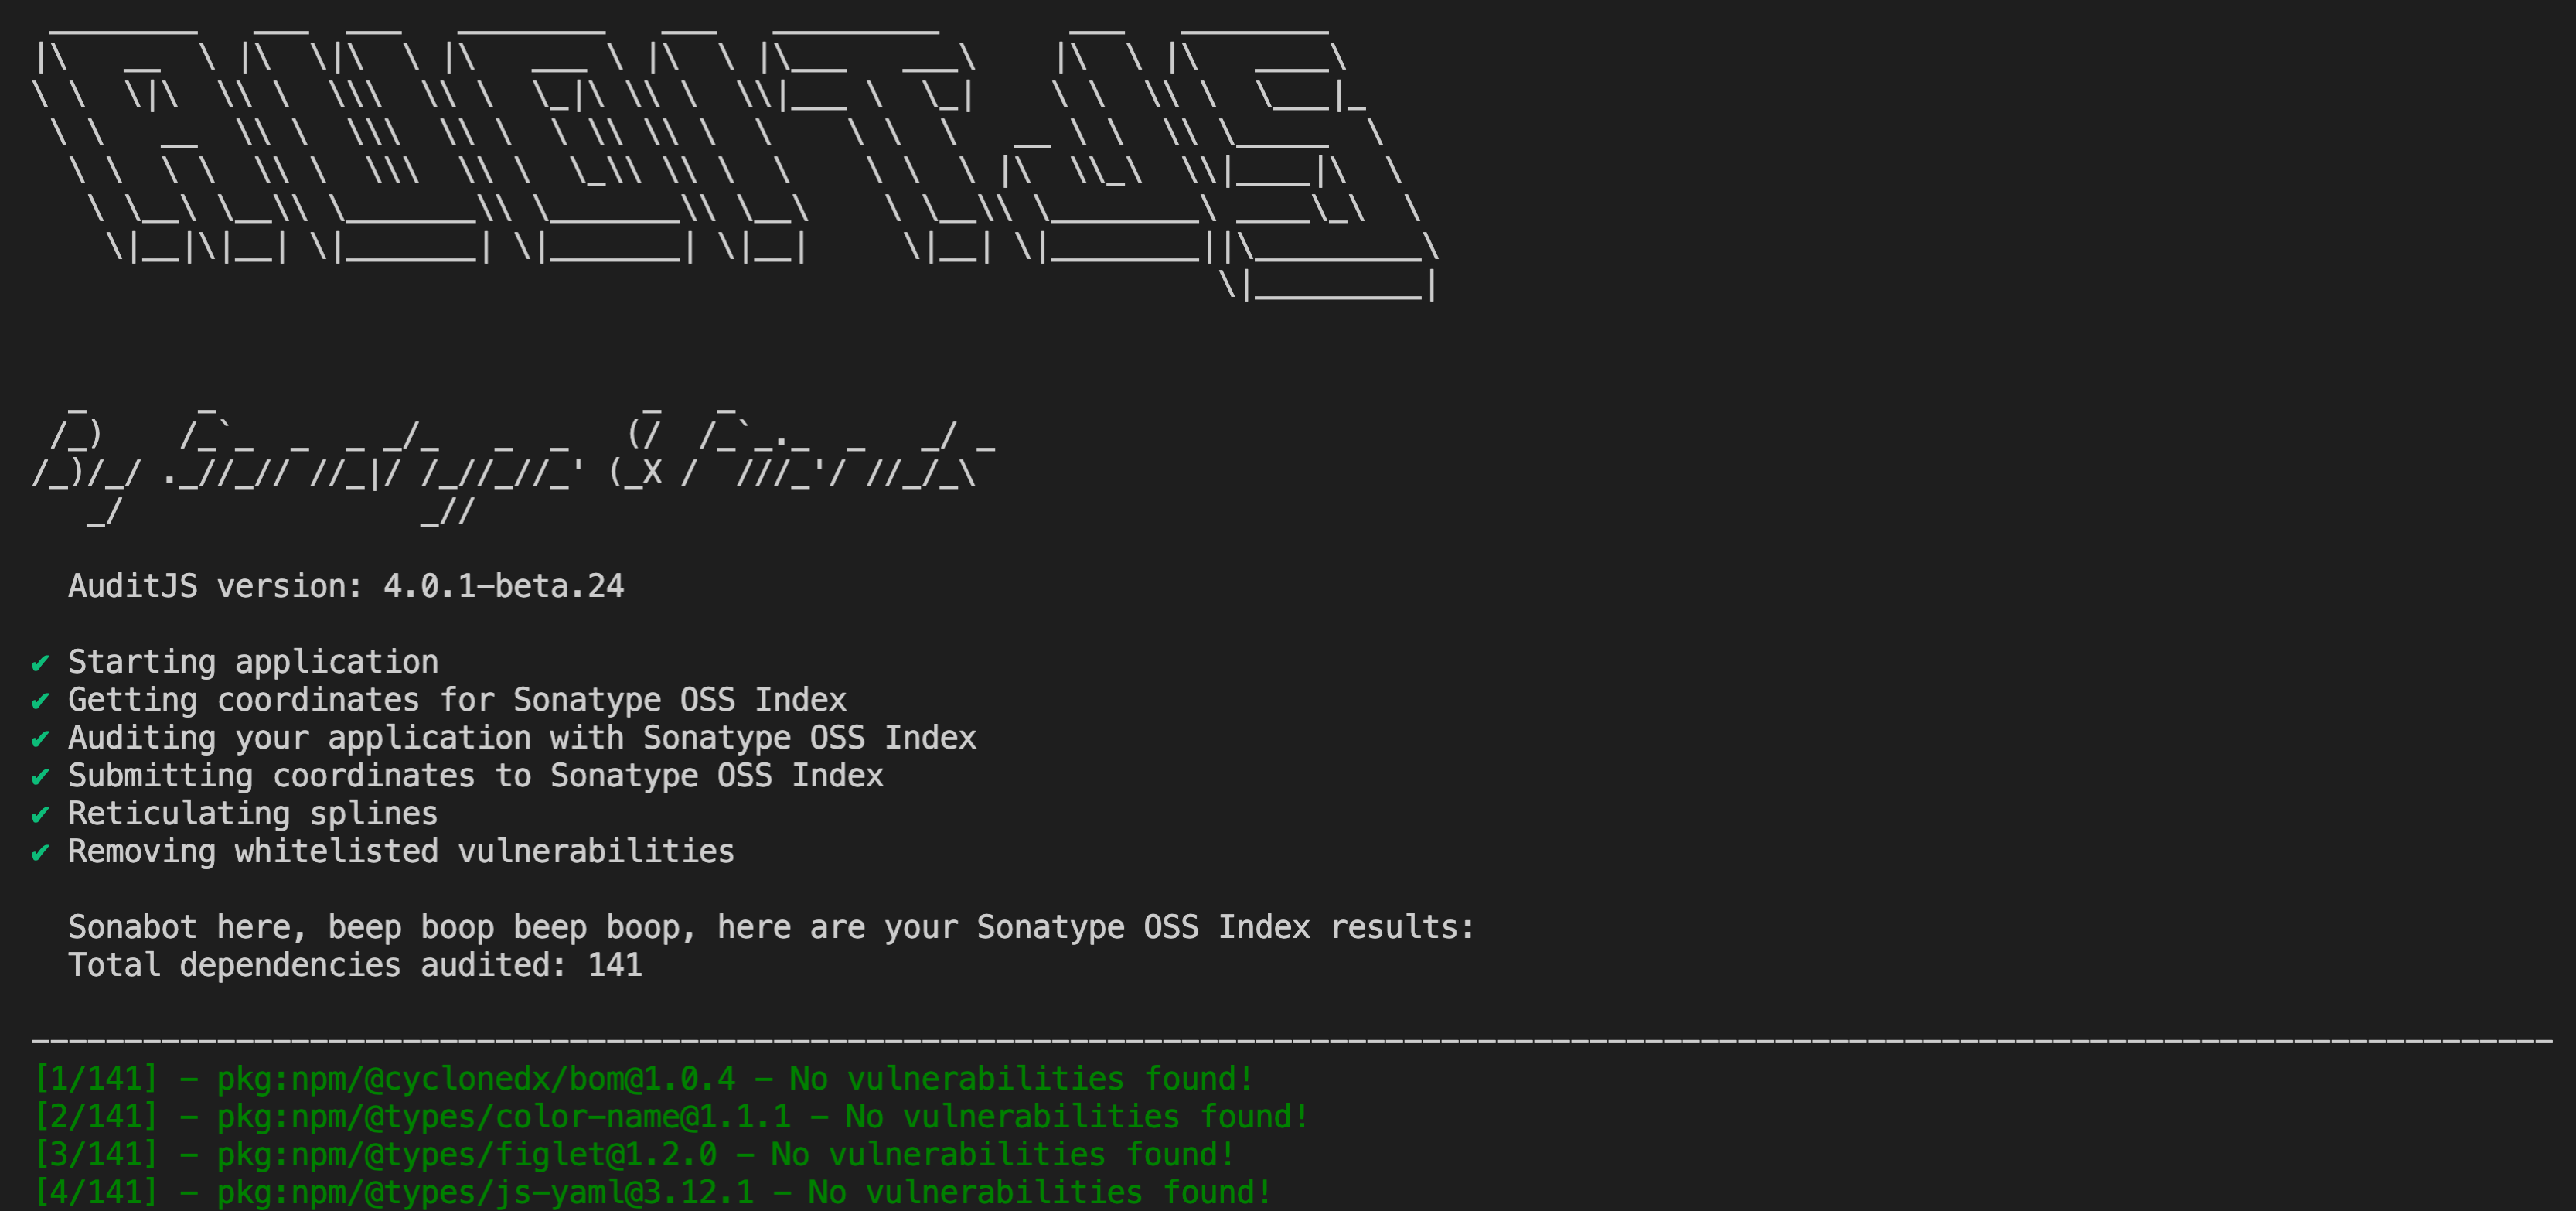 AUDITJS
By Sonatype & Friends
AuditJS version: 4.0.1-beta.24
✔ Starting application
✔ Getting coordinates for Sonatype OSS Index
✔ Auditing your application with Sonatype OSS Index
✔ Submitting coordinates to Sonatype OSS Index
✔ Reticulating splines
✔ Removing whitelisted vulnerabilities
Sonabot here, beep boop beep boop, here are your Sonatype OSS Index results:
Total dependencies audited: 141
[1/141] - pkg:npm/@cyclonedx/bom@1.0.4 - No vulnerabilities found!
[2/141] - pkg:npm/@types/color-name@1.1.1 - No vulnerabilities found!
[3/141] - pkg:npm/@types/figlet@1.2.0 - No vulnerabilities found!
[4/141] - pkg:npm/@types/js-yaml@3.12.1 - No vulnerabilities found!